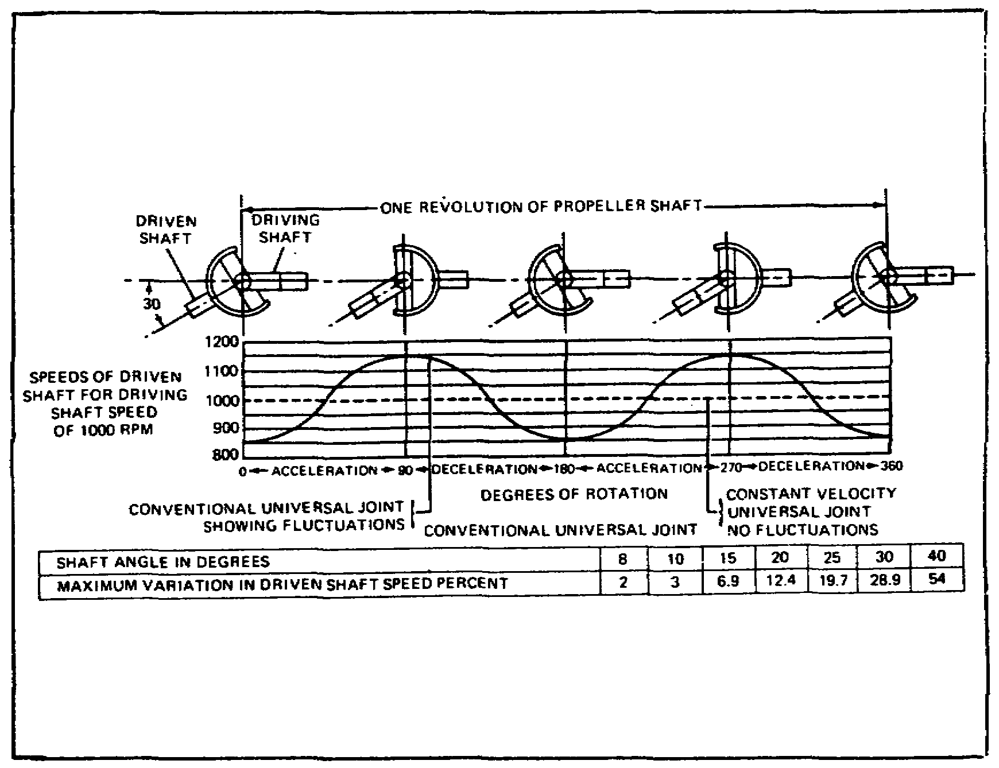 ONE REVOLUTION OF PROPELLER SHAFT
DRIVEN
SHAFT
DRIVING
SHAFT
30
1200
1100
1000
900
800
SPEEDS OF DRIVEN
SHAFT FOR DRIVING
SHAFT SPEED
OF 1000 RPM
0 ACCELERATION 90 DECELERATION 180 ACCELERATION 270 DECELERATION 360
DEGREES OF ROTATION
CONVENTIONAL UNIVERSAL JOINT
SHOWING FLUCTUATIONS
CONSTANT VELOCITY
UNIVERSAL JOINT
NO FLUCTUATIONS
CONVENTIONAL UNIVERSAL JOINT
SHAFT ANGLE IN DEGREES 8 10 15 20 25 30 40
MAXIMUM VARIATION IN DRIVEN SHAFT SPEED PERCENT 2 3 6.9 12.4 19.7 28.9 54